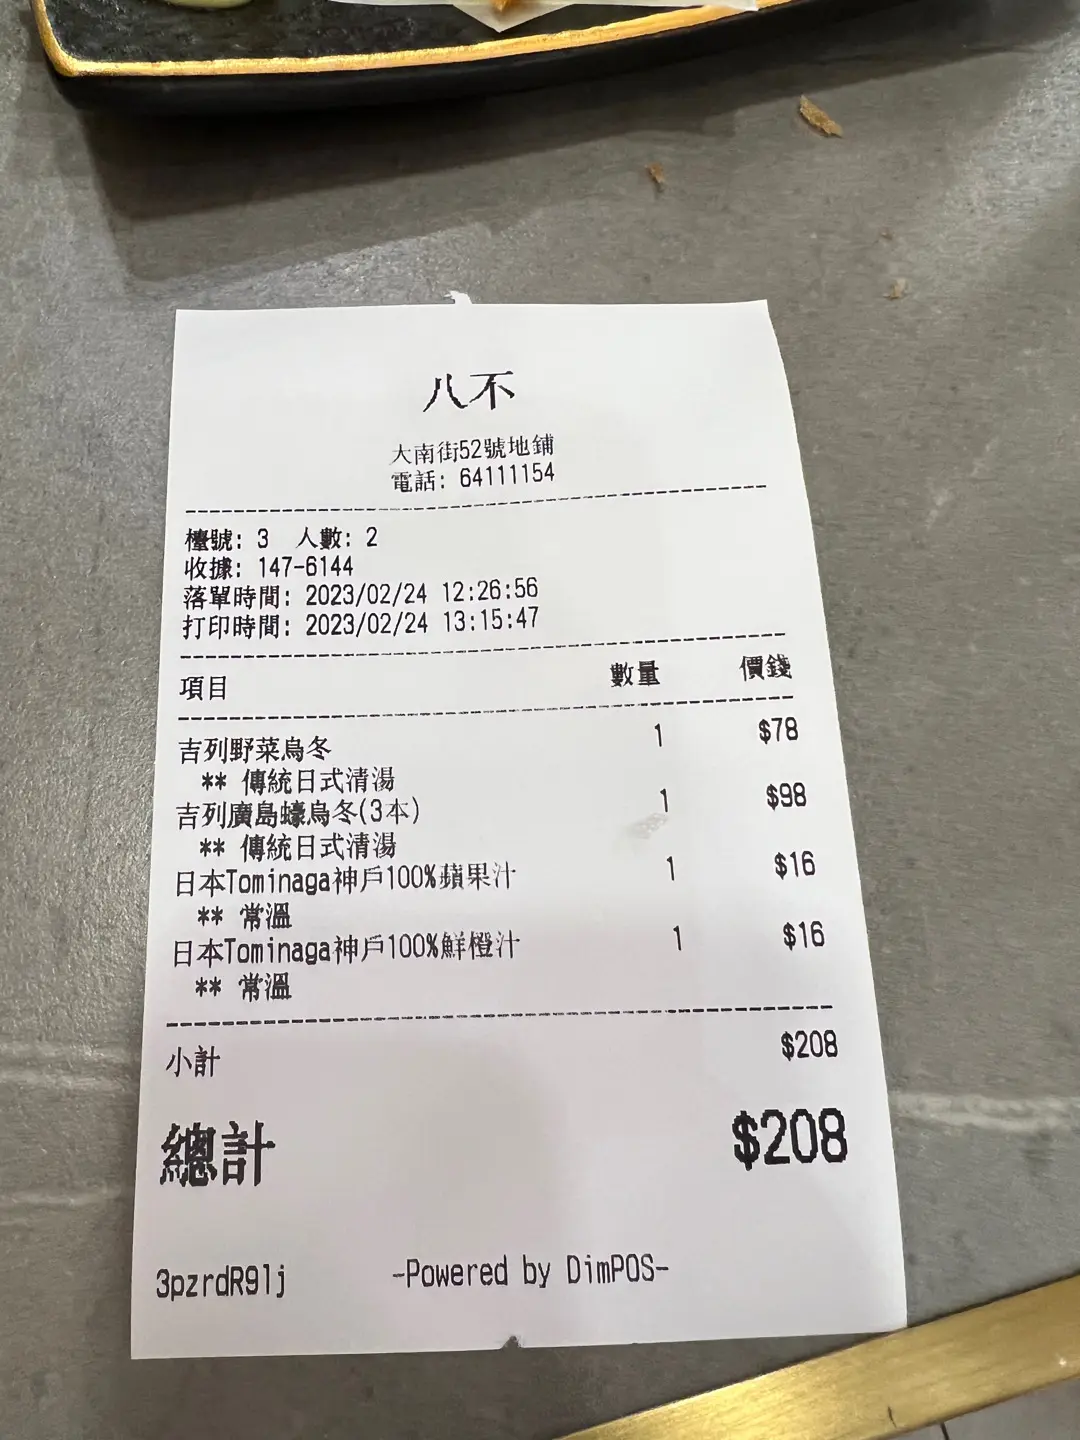 八不
大南街52號地鋪
電話: 64111154
檯號: 3 人數: 2
收據: 147-6144
落單時間: 2023/02/24 12:26:56
打印時間: 2023/02/24 13:15:47
項目 數量 價錢
吉列野菜烏冬 1 $78
** 傳統日式清湯
吉列廣島蠔烏冬(3本) 1 $98
** 傳統日式清湯
日本Tominaga神戶100%蘋果汁 1 $16
** 常溫
日本Tominaga神戶100%鮮橙汁 1 $16
** 常溫
小計 $208
總計 $208
3pzrdR9lj -Powered by DimPOS-